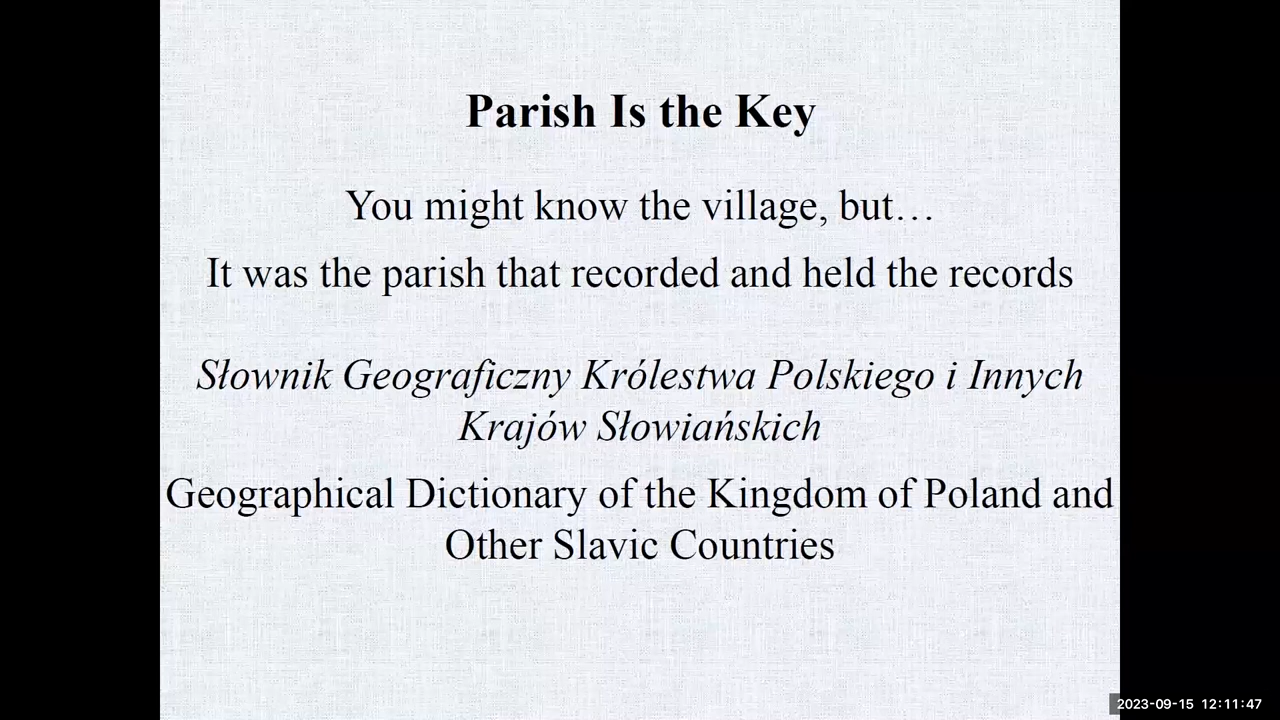 Parish Is the Key
You might know the village, but…
It was the parish that recorded and held the records
Słownik Geograficzny Królestwa Polskiego i Innych
Krajów Słowiańskich
Geographical Dictionary of the Kingdom of Poland and
Other Slavic Countries
2023-09-15 12:11:47